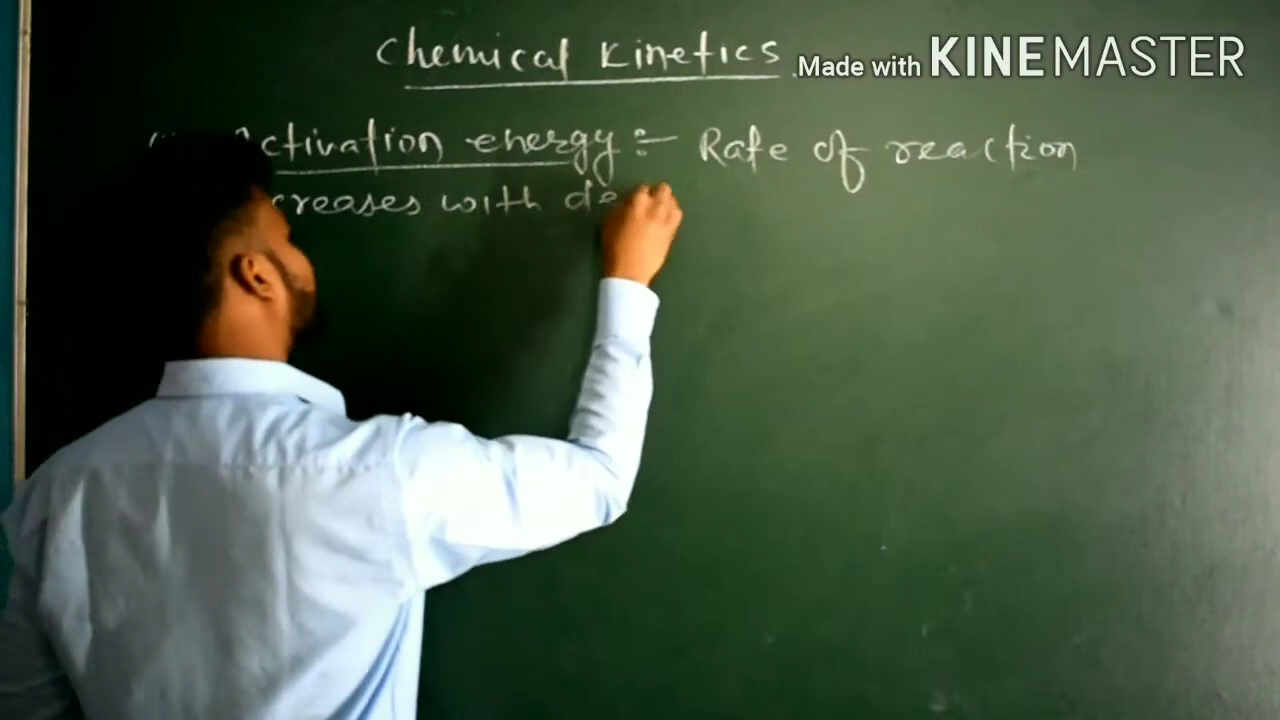 Chemical Kinetics
Made with KINEMASTER
ctivation energy :- Rate of reaction
creases with de